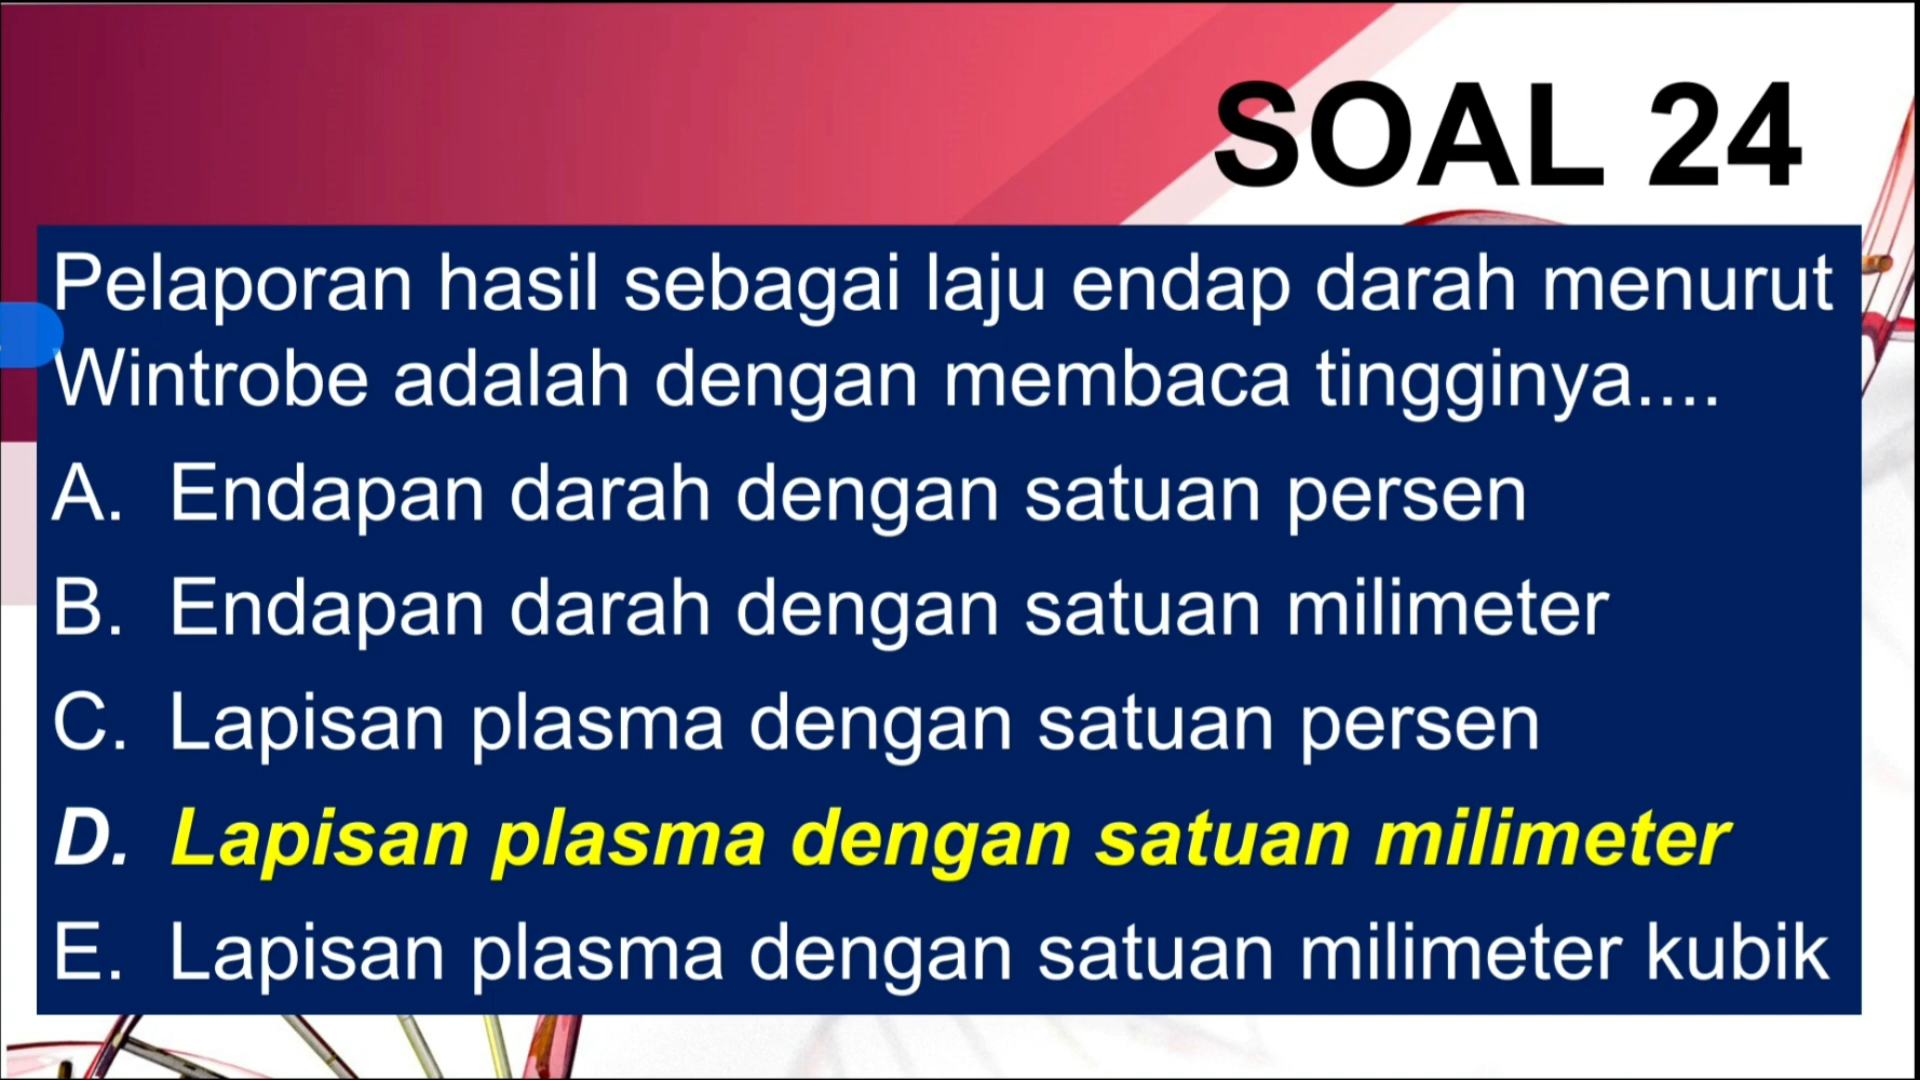 SOAL 24
Pelaporan hasil sebagai laju endap darah menurut
Wintrobe adalah dengan membaca tingginya....
A. Endapan darah dengan satuan persen
B. Endapan darah dengan satuan milimeter
C. Lapisan plasma dengan satuan persen
D. Lapisan plasma dengan satuan milimeter
E. Lapisan plasma dengan satuan milimeter kubik